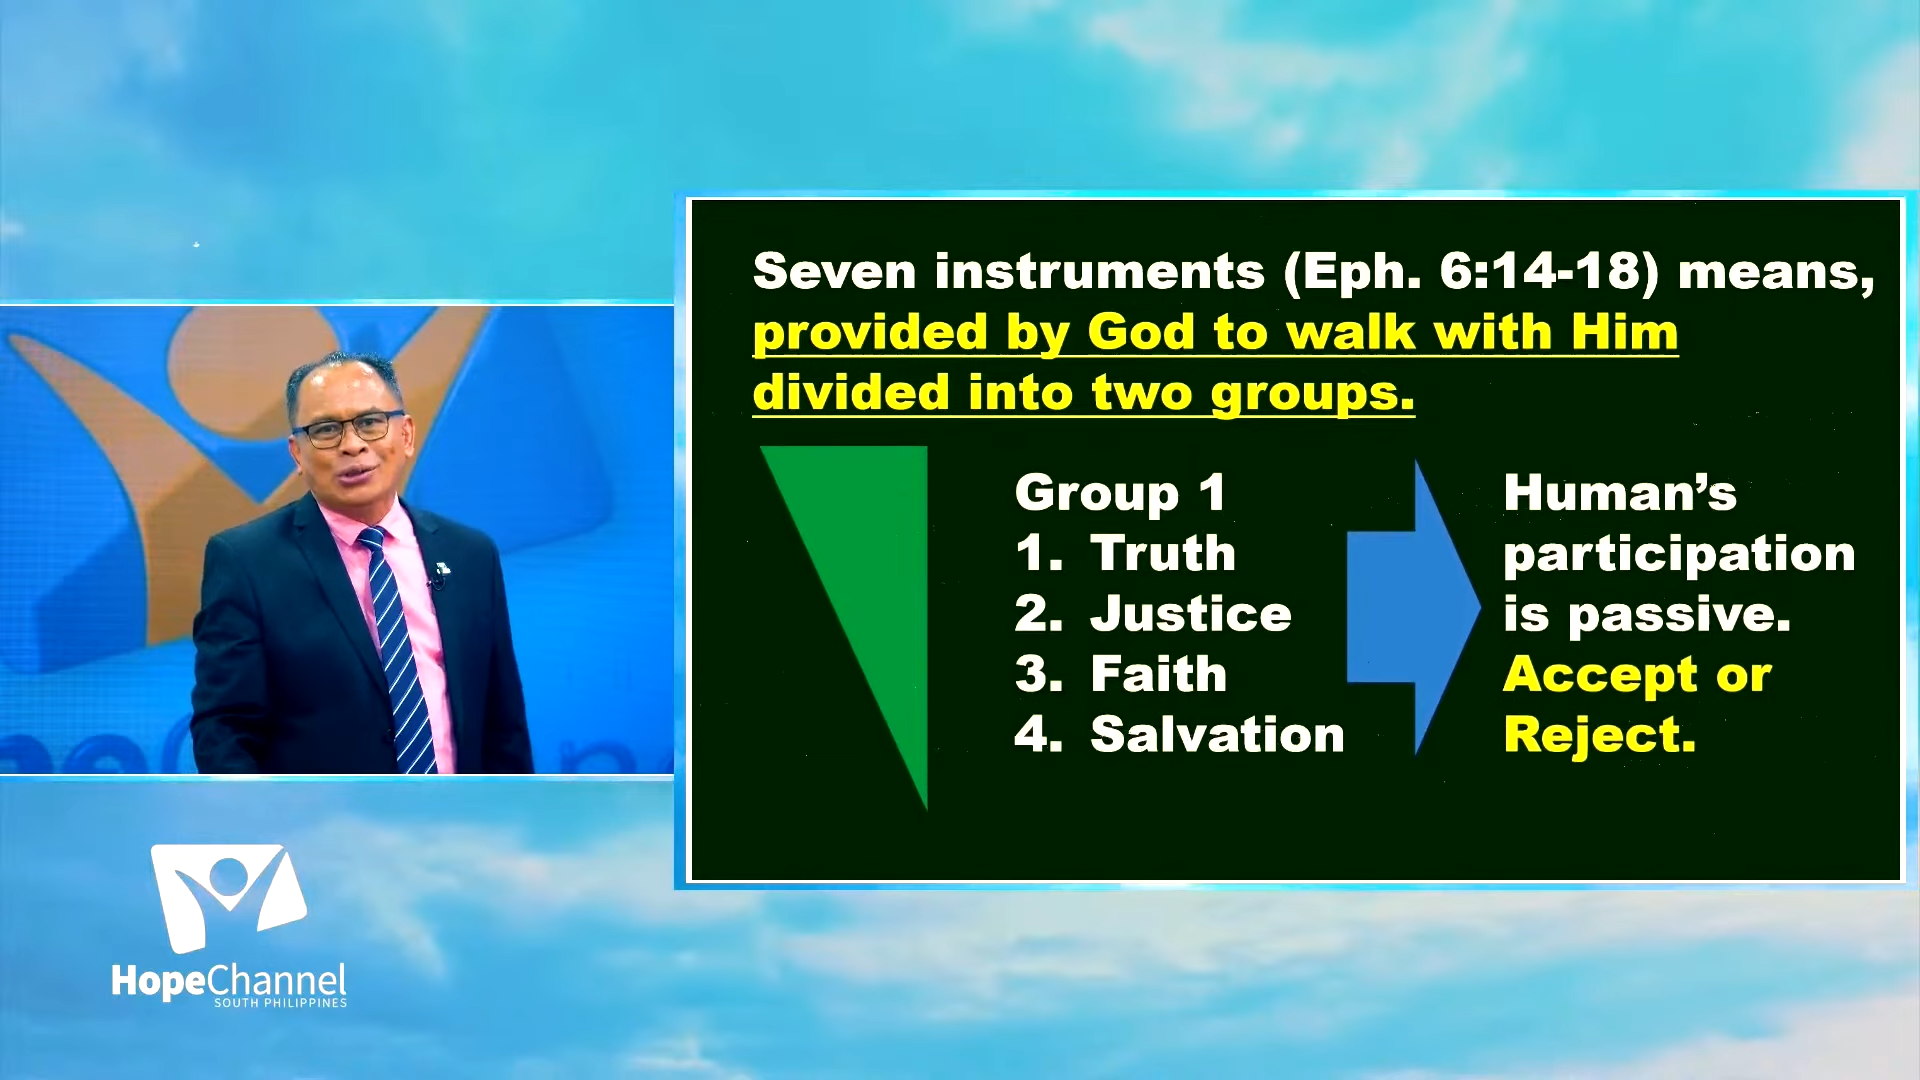 Seven instruments (Eph. 6:14-18) means,
provided by God to walk with Him
divided into two groups.
Group 1
1. Truth
2. Justice
3. Faith
4. Salvation
Human's
participation
is passive.
Accept or
Reject.
HopeChannel
SOUTH PHILIPPINES